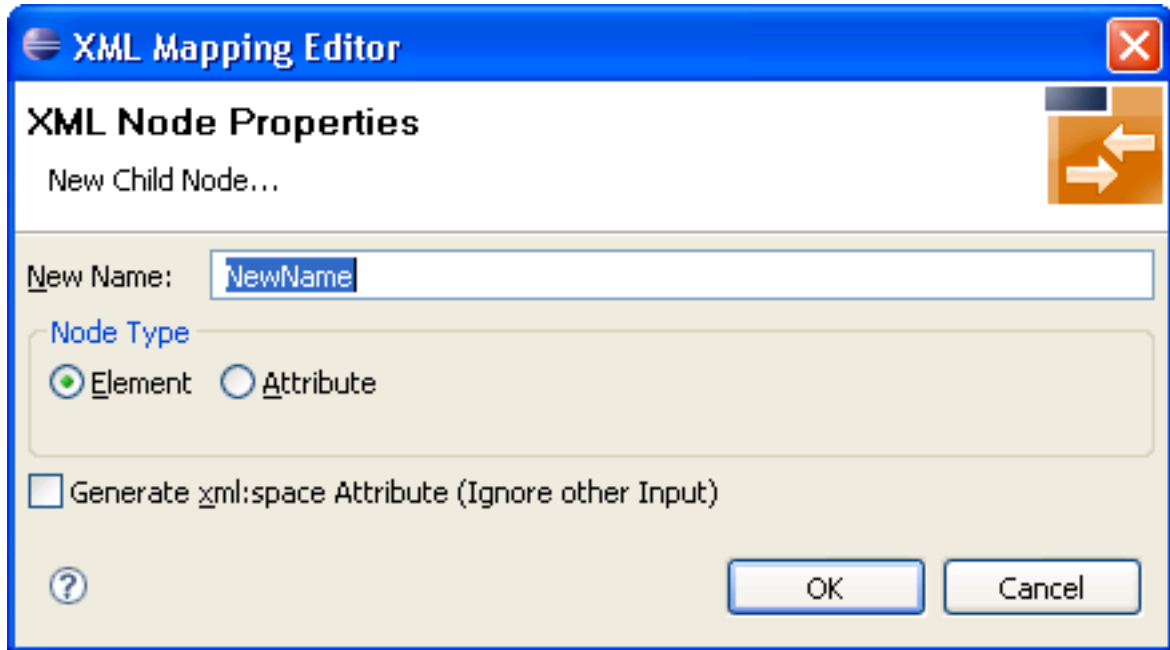 XML Mapping Editor
XML Node Properties
New Child Node...
New Name: NewName
Node Type
Element Attribute
Generate xml:space Attribute (Ignore other Input)
? OK Cancel